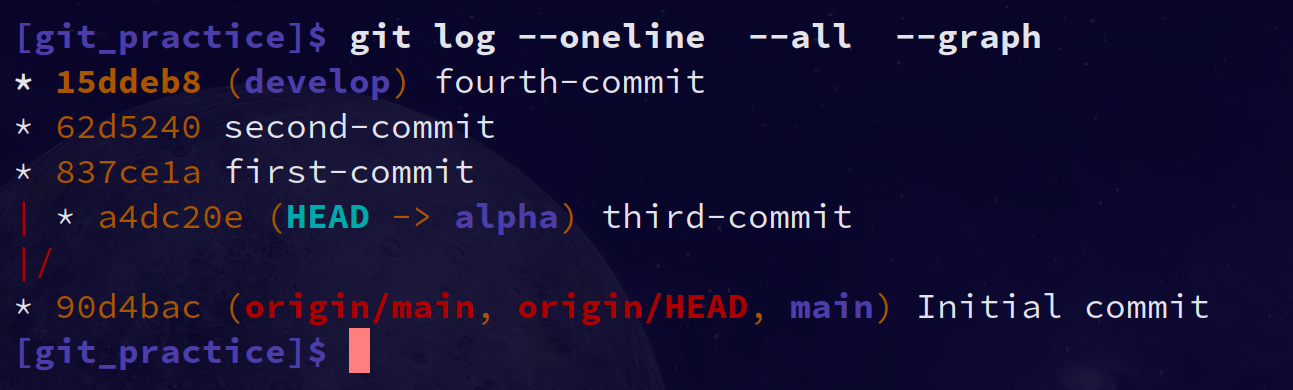 [git_practice]$ git log --oneline  --all  --graph
* 15ddeb8 (develop) fourth-commit
* 62d5240 second-commit
* 837ce1a first-commit
| * a4dc20e (HEAD -> alpha) third-commit
|/
* 90d4bac (origin/main, origin/HEAD, main) Initial commit
[git_practice]$